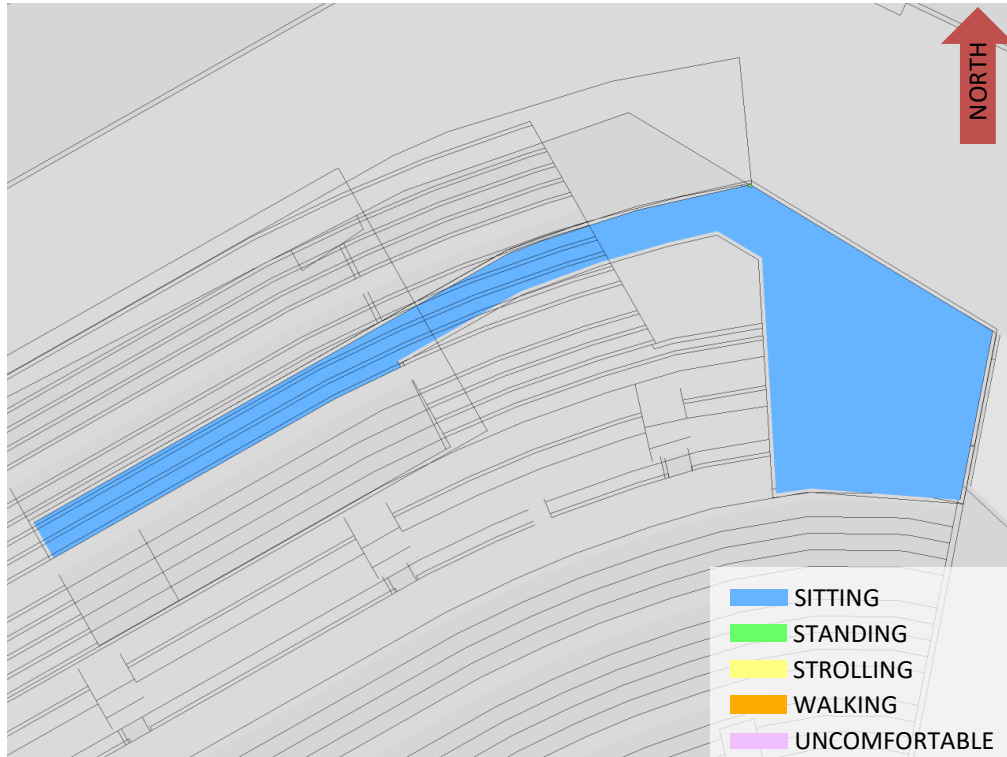 NORTH
SITTING
STANDING
STROLLING
WALKING
UNCOMFORTABLE